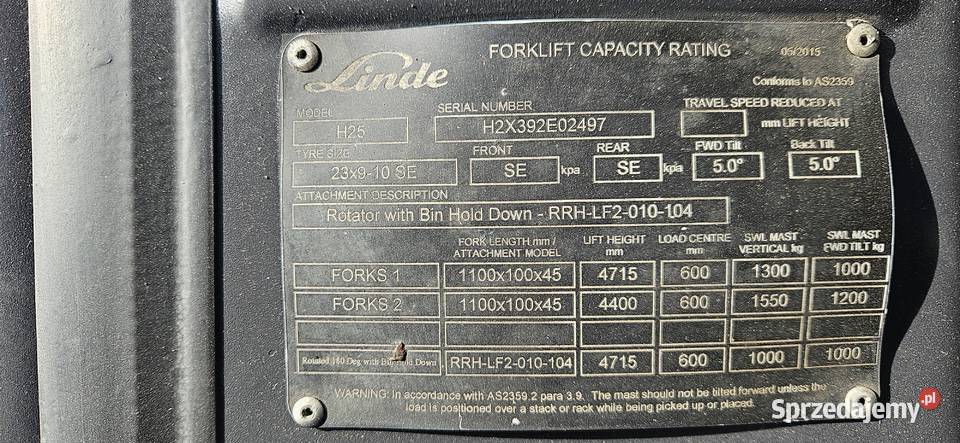 Linde
FORKLIFT CAPACITY RATING 05/2015
Conforms to AS2359
MODEL SERIAL NUMBER TRAVEL SPEED REDUCED AT
H25 H2X392E02497 mm LIFT HEIGHT
TYRE SIZE FRONT REAR FWD Tilt Back Tilt
23x9-10 SE SE kpa SE kpa 5.0° 5.0°
ATTACHMENT DESCRIPTION
Rotator with Bin Hold Down - RRH-LF2-010-104
FORK LENGTH mm / LIFT HEIGHT LOAD CENTRE SWL MAST SWL MAST
ATTACHMENT MODEL mm mm VERTICAL kg FWD TILT kg
FORKS 1 1100x100x45 4715 600 1300 1000
FORKS 2 1100x100x45 4400 600 1550 1200
Rotated 180 Deg with Bin Hold Down RRH-LF2-010-104 4715 600 1000 1000
WARNING: In accordance with AS2359.2 para 3.9. The mast should not be tilted forward unless the
load is positioned over a stack or rack while being picked up or placed.
Sprzedajemy.pl